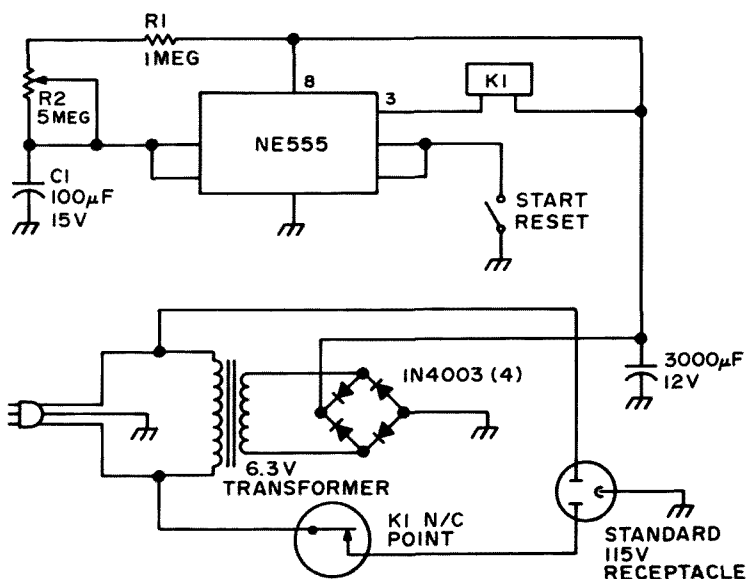 R1
1MEG
8
3
K1
R2
5MEG
NE555
C1
100µF
15V
START
RESET
1N4003 (4)
3000µF
12V
6.3V
TRANSFORMER
K1 N/C
POINT
STANDARD
115V
RECEPTACLE